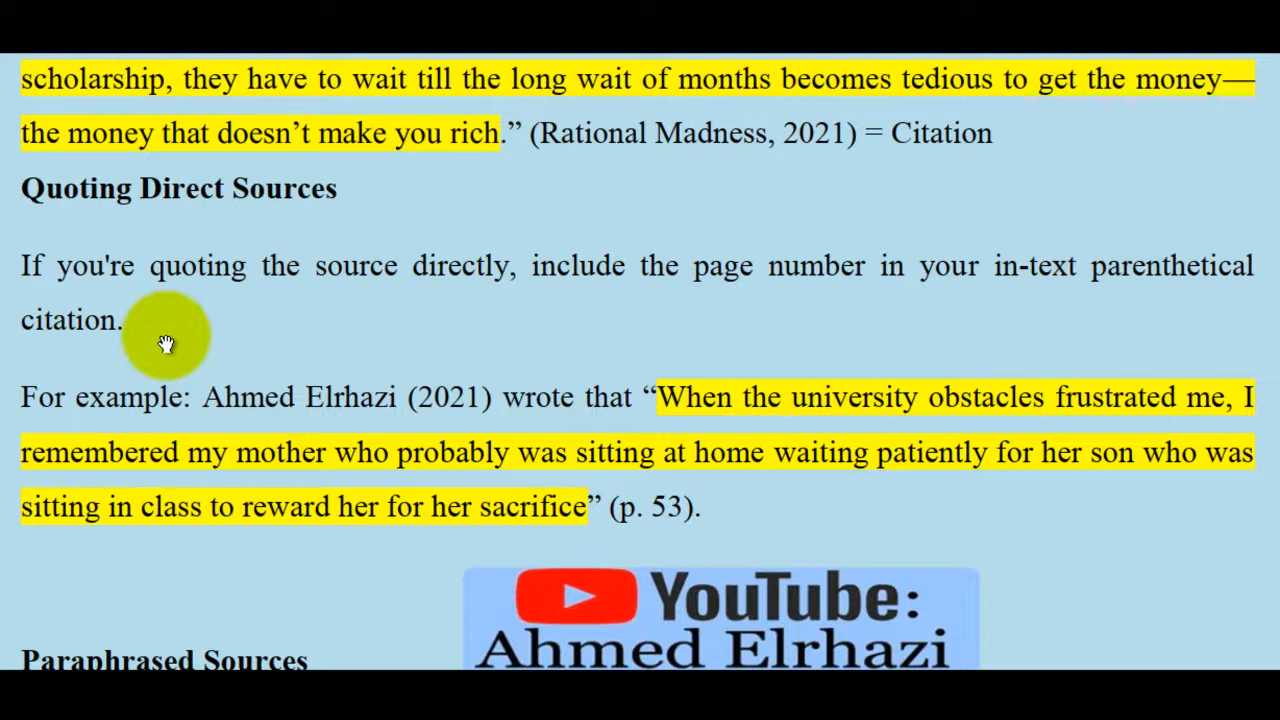 scholarship, they have to wait till the long wait of months becomes tedious to get the money—
the money that doesn’t make you rich.” (Rational Madness, 2021) = Citation
Quoting Direct Sources
If you're quoting the source directly, include the page number in your in-text parenthetical
citation.
For example: Ahmed Elrhazi (2021) wrote that “When the university obstacles frustrated me, I
remembered my mother who probably was sitting at home waiting patiently for her son who was
sitting in class to reward her for her sacrifice” (p. 53).
YouTube:
Ahmed Elrhazi
Paraphrased Sources